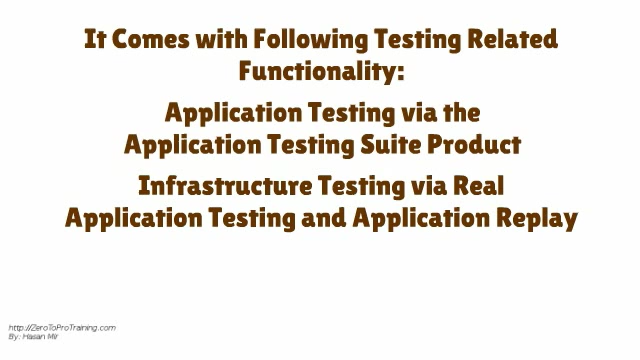 It Comes with Following Testing Related
Functionality:
Application Testing via the
Application Testing Suite Product
Infrastructure Testing via Real
Application Testing and Application Replay
http://ZeroToProTraining.com
By: Hasan Mir